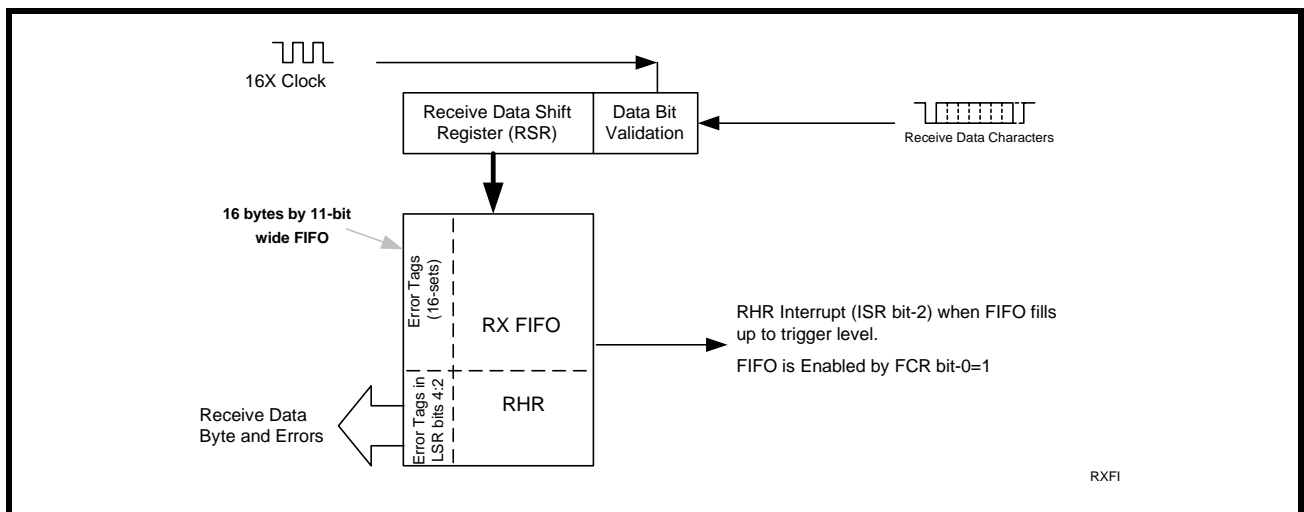 16X Clock
Receive Data Shift
Register (RSR)
Data Bit
Validation
Receive Data Characters
16 bytes by 11-bit
wide FIFO
Error Tags
(16-sets)
RX FIFO
RHR Interrupt (ISR bit-2) when FIFO fills
up to trigger level.
FIFO is Enabled by FCR bit-0=1
Error Tags in
LSR bits 4:2
RHR
Receive Data
Byte and Errors
RXFI